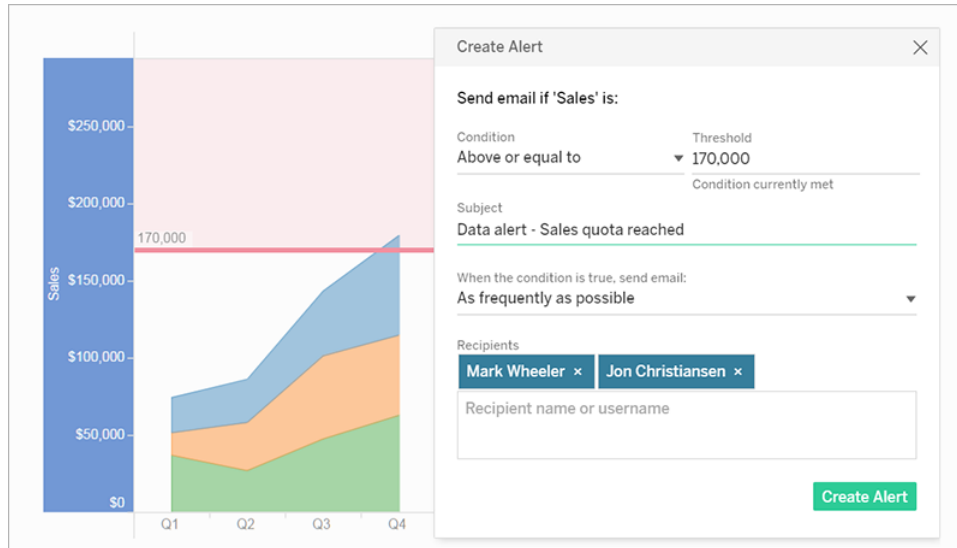 Create Alert
Send email if 'Sales' is:
Condition
Threshold
Above or equal to
170,000
Condition currently met
Subject
Data alert - Sales quota reached
When the condition is true, send email:
As frequently as possible
Recipients
Mark Wheeler ×
Jon Christiansen ×
Recipient name or username
Create Alert
Sales
$250,000
$200,000
170,000
$150,000
$100,000
$50,000
$0
Q1 Q2 Q3 Q4